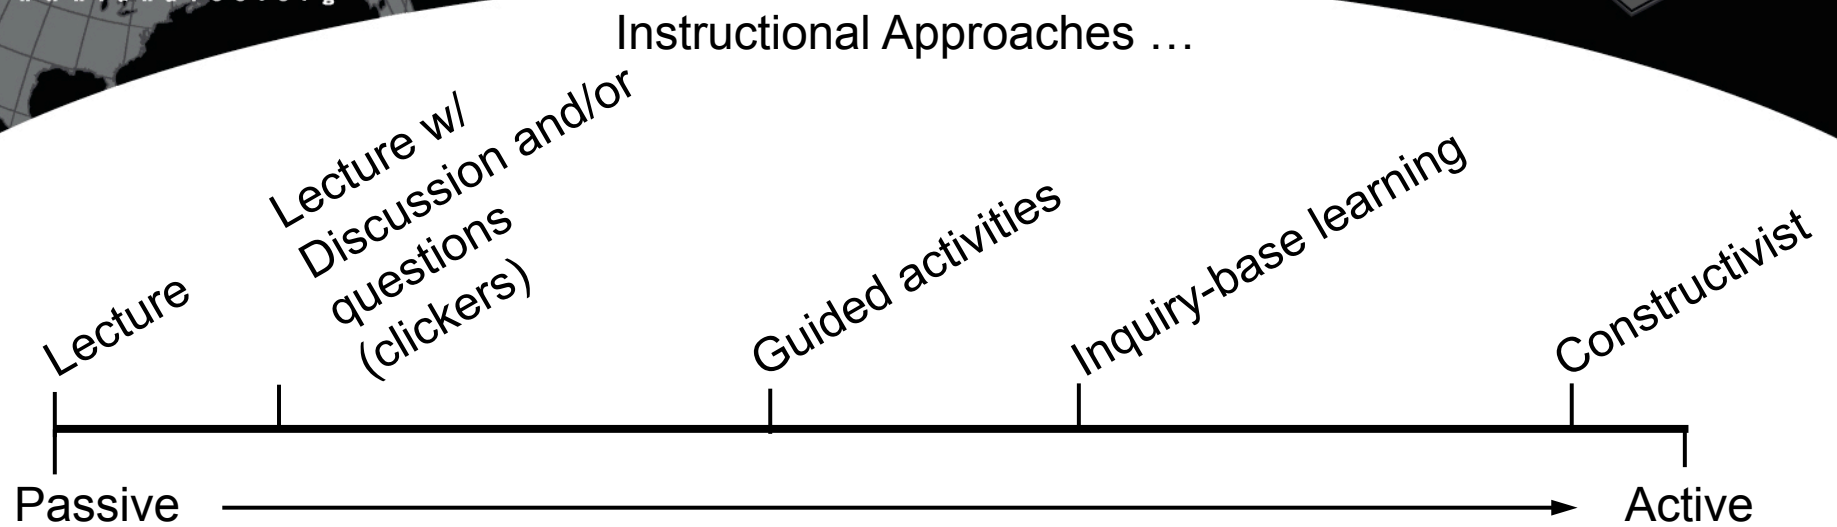 Instructional Approaches …
Lecture
Lecture w/
Discussion and/or
questions
(clickers)
Guided activities
Inquiry-base learning
Constructivist
Passive
Active